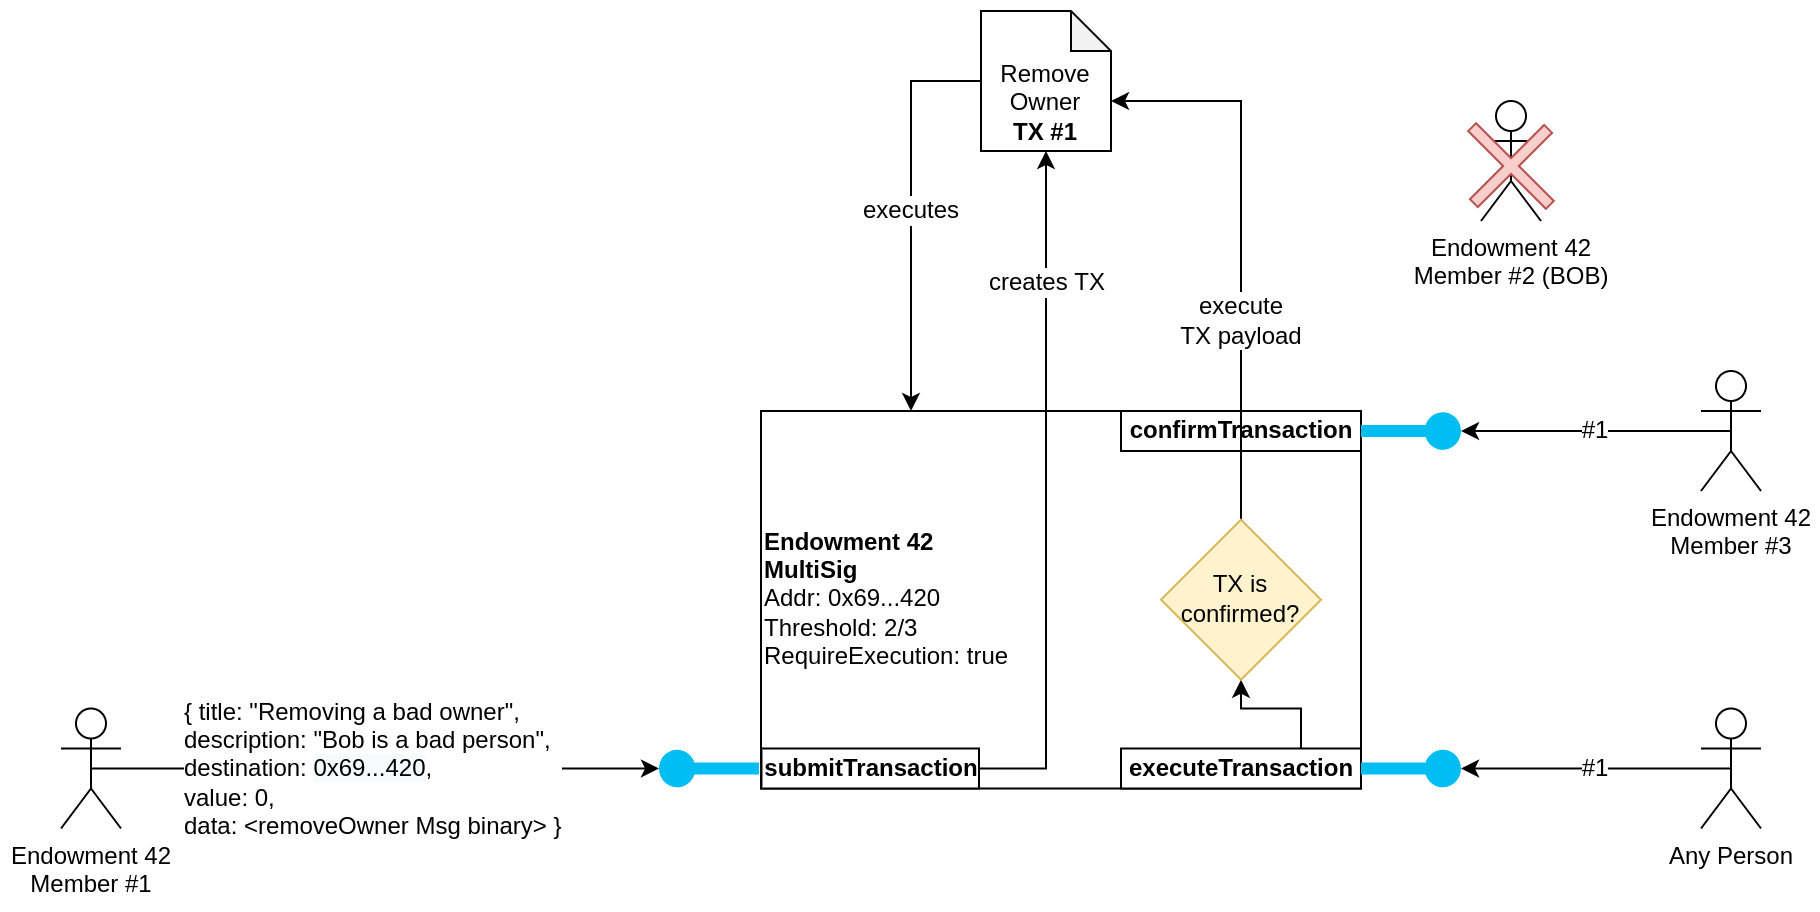 Remove
Owner
TX #1
executes
creates TX
execute
TX payload
Endowment 42
Member #2 (BOB)
confirmTransaction
#1
Endowment 42
Member #3
Endowment 42
MultiSig
Addr: 0x69...420
Threshold: 2/3
RequireExecution: true
TX is
confirmed?
{ title: "Removing a bad owner",
description: "Bob is a bad person",
destination: 0x69...420,
value: 0,
data: <removeOwner Msg binary> }
submitTransaction
executeTransaction
#1
Endowment 42
Member #1
Any Person